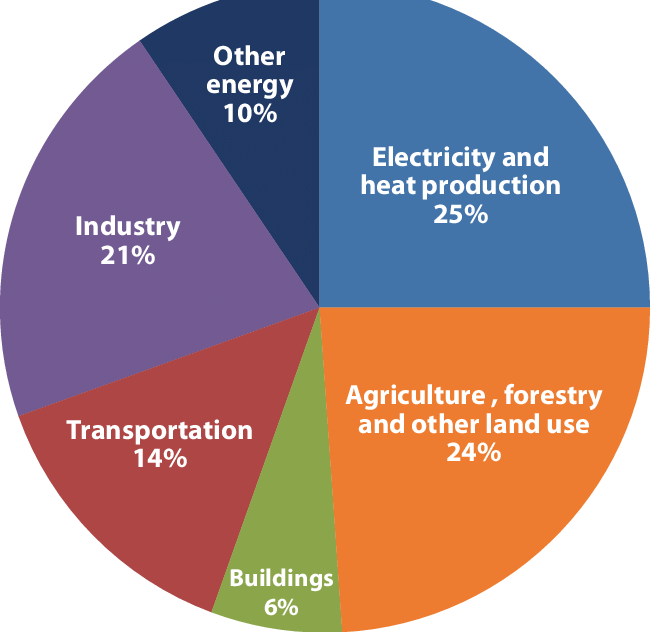 Other
energy
10%
Electricity and
heat production
25%
Industry
21%
Agriculture , forestry
and other land use
24%
Transportation
14%
Buildings
6%